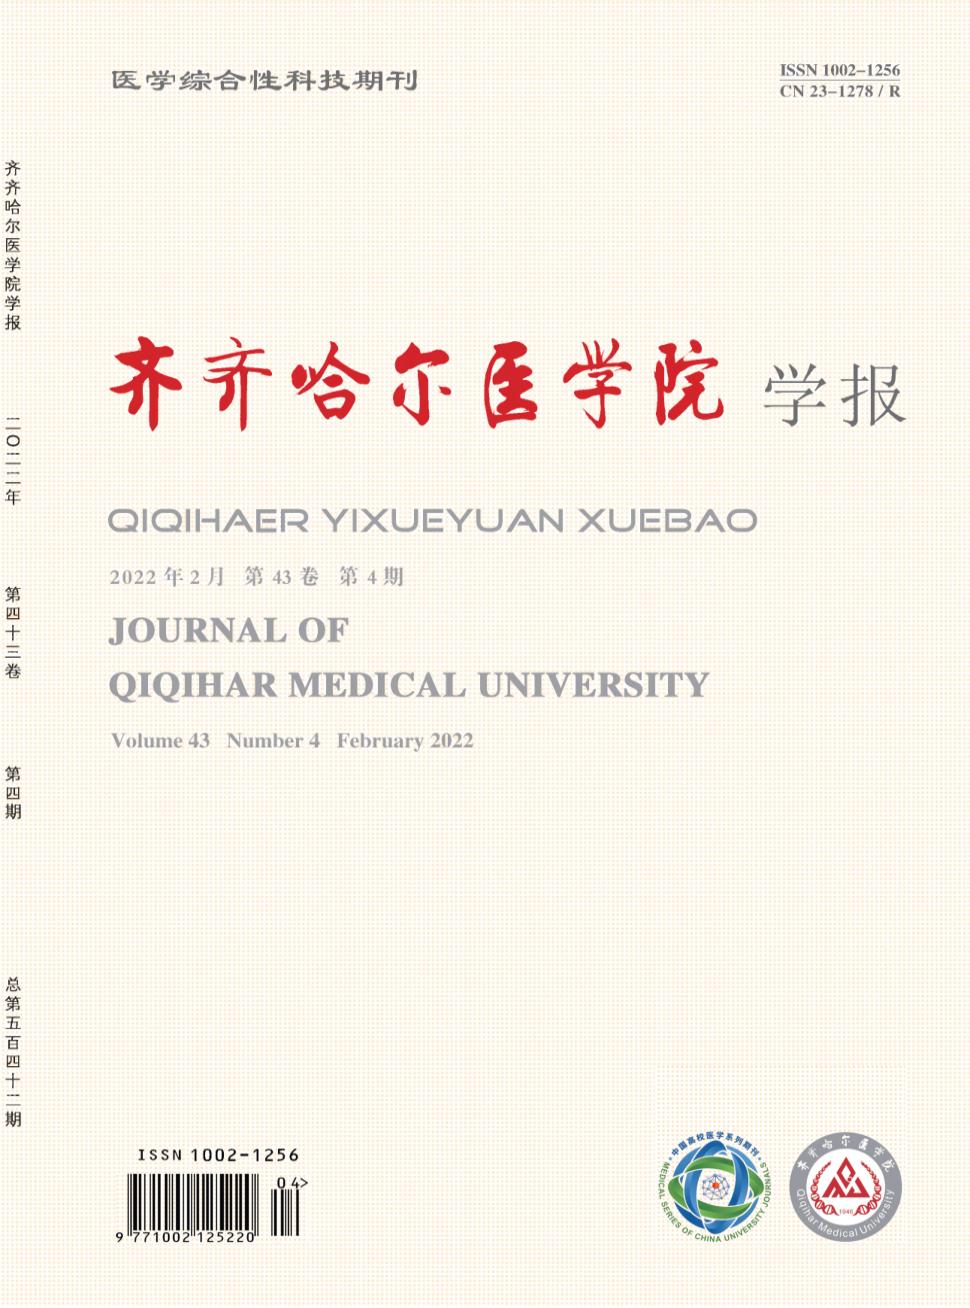 医学综合性科技期刊
ISSN 1002-1256
CN 23-1278 / R
齐齐哈尔医学院学报
二〇二二年
第四十三卷
第四期
总第五百四十二期
齐齐哈尔医学院 学报
QIQIHAER YIXUEYUAN XUEBAO
2022 年 2 月 第 43 卷 第 4 期
JOURNAL OF
QIQIHAR MEDICAL UNIVERSITY
Volume 43 Number 4 February 2022
ISSN 1002-1256
04>
9 771002 125220
中国高校医学系列期刊
MEDICAL SERIES OF CHINA UNIVERSITY JOURNALS
齐齐哈尔医学院
1946
Qiqihar Medical University